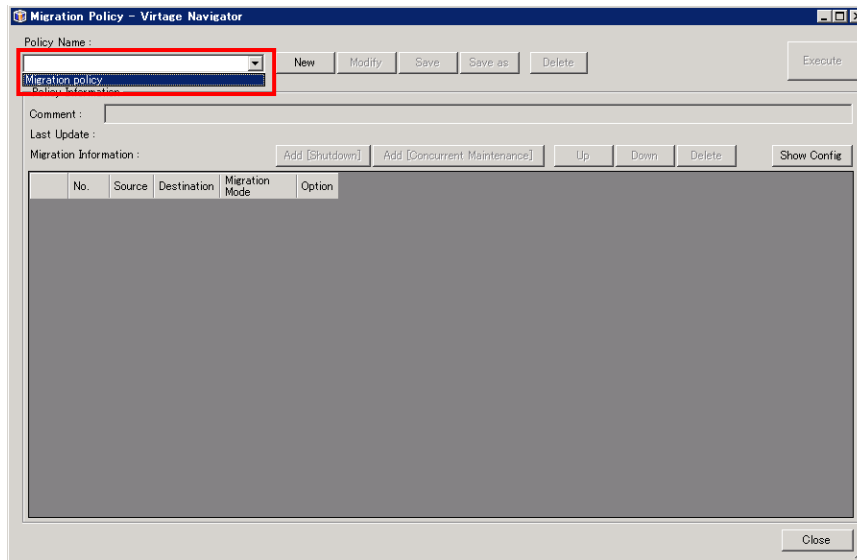 Migration Policy - Virtage Navigator
Policy Name :
New Modify Save Save as Delete Execute
Migration policy
Policy Information
Comment :
Last Update :
Migration Information : Add [Shutdown] Add [Concurrent Maintenance] Up Down Delete Show Config
No. Source Destination Migration Mode Option
Close